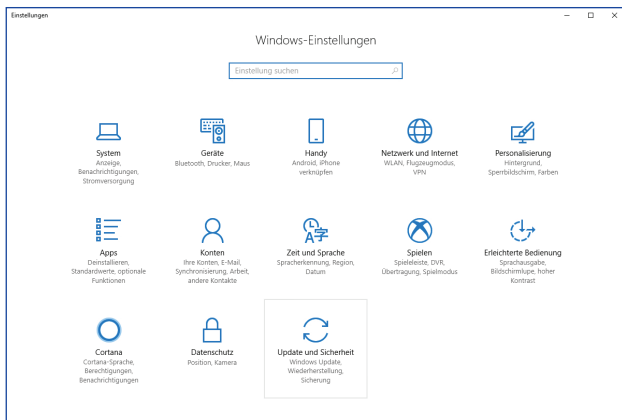 Einstellungen
Windows-Einstellungen
Einstellung suchen
System
Anzeige,
Benachrichtigungen,
Stromversorgung
Geräte
Bluetooth, Drucker, Maus
Handy
Android, iPhone
verknüpfen
Netzwerk und Internet
WLAN, Flugzeugmodus,
VPN
Personalisierung
Hintergrund,
Sperrbildschirm, Farben
Apps
Deinstallieren,
Standardwerte, optionale
Funktionen
Konten
Ihre Konten, E-Mail,
Synchronisierung, Arbeit,
andere Kontakte
Zeit und Sprache
Spracherkennung, Region,
Datum
Spielen
Spieleleiste, DVR,
Übertragung, Spielmodus
Erleichterte Bedienung
Sprachausgabe,
Bildschirmlupe, hoher
Kontrast
Cortana
Cortana-Sprache,
Berechtigungen,
Benachrichtigungen
Datenschutz
Position, Kamera
Update und Sicherheit
Windows Update,
Wiederherstellung,
Sicherung